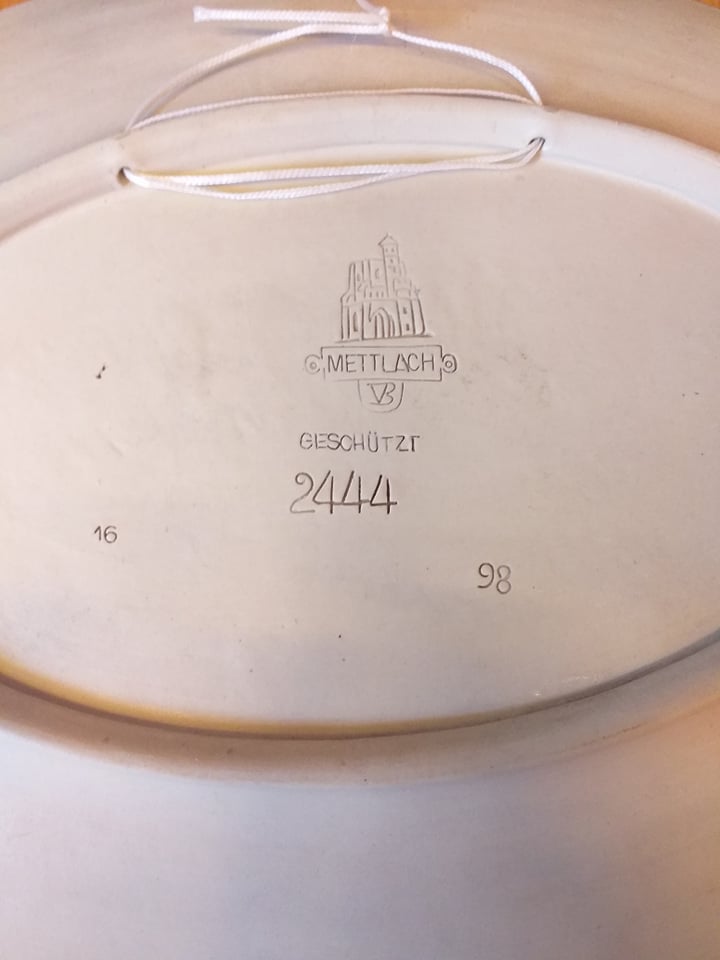 METTLACH
VB
GESCHÜTZT
2444
16
98